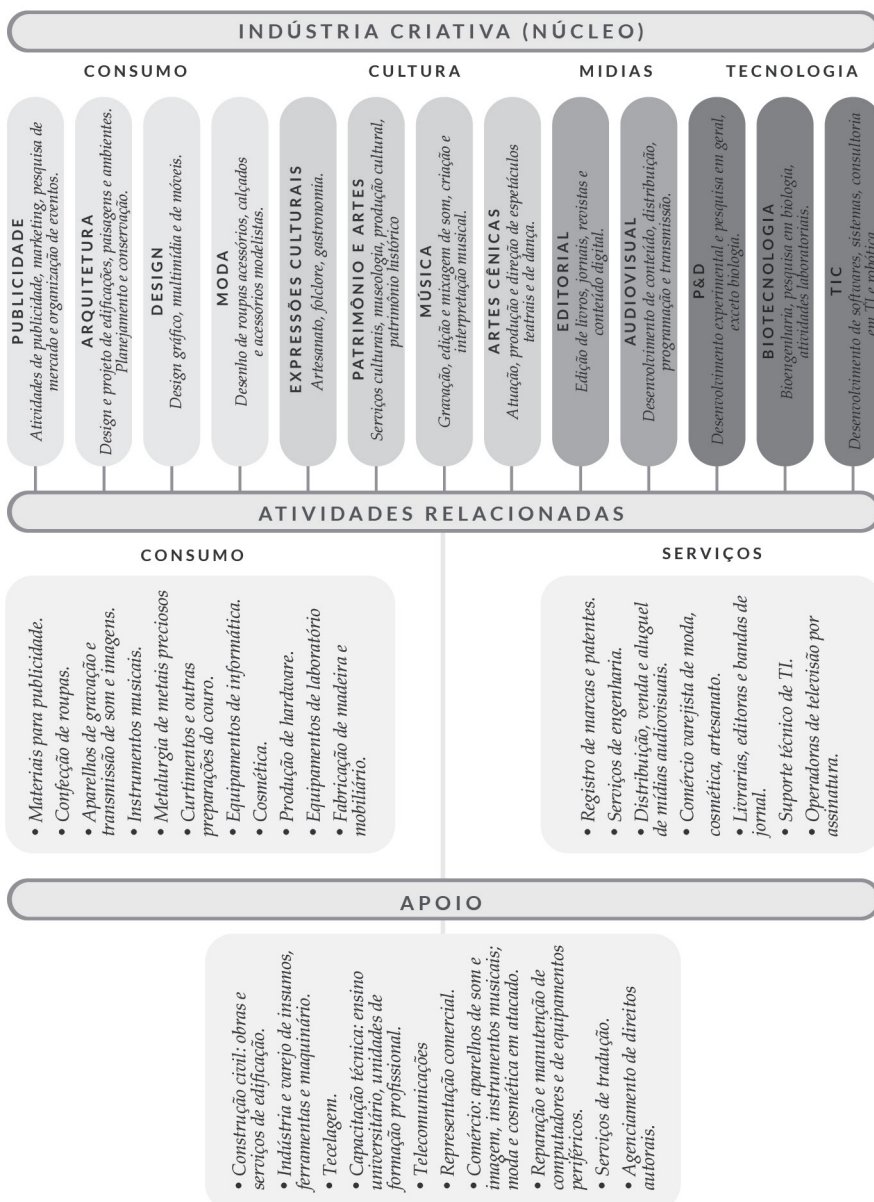 INDÚSTRIA CRIATIVA (NÚCLEO)
CONSUMO
CULTURA
MIDIAS
TECNOLOGIA
PUBLICIDADE
Atividades de publicidade, marketing, pesquisa de
mercado e organização de eventos.
ARQUITETURA
Design e projeto de edificações, paisagens e ambientes.
Planejamento e conservação.
DESIGN
Design gráfico, multimídia e de móveis.
MODA
Desenho de roupas acessórios, calçados
e acessórios modelistas.
EXPRESSÕES CULTURAIS
Artesanato, folclore, gastronomia.
PATRIMÔNIO E ARTES
Serviços culturais, museologia, produção cultural,
patrimônio histórico
MÚSICA
Gravação, edição e mixagem de som, criação e
interpretação musical.
ARTES CÊNICAS
Atuação, produção e direção de espetáculos
teatrais e de dança.
EDITORIAL
Edição de livros, jornais, revistas e
conteúdo digital.
AUDIOVISUAL
Desenvolvimento de conteúdo, distribuição,
programação e transmissão.
P&D
Desenvolvimento experimental e pesquisa em geral,
exceto biologia.
BIOTECNOLOGIA
Bioengenharia, pesquisa em biologia,
atividades laboratoriais.
TIC
Desenvolvimento de softwares, sistemas, consultoria
em TI e robótica.
ATIVIDADES RELACIONADAS
CONSUMO
• Materiais para publicidade.
• Confecção de roupas.
• Aparelhos de gravação e
transmissão de som e imagens.
• Instrumentos musicais.
• Metalurgia de metais preciosos
• Curtimentos e outras
preparações do couro.
• Equipamentos de informática.
• Cosmética.
• Produção de hardware.
• Equipamentos de laboratório
• Fabricação de madeira e
mobiliário.
SERVIÇOS
• Registro de marcas e patentes.
• Serviços de engenharia.
• Distribuição, venda e aluguel
de mídias audiovisuais.
• Comércio varejista de moda,
cosmética, artesanato.
• Livrarias, editoras e bandas de
jornal.
• Suporte técnico de TI.
• Operadoras de televisão por
assinatura.
APOIO
• Construção civil: obras e
serviços de edificação.
• Indústria e varejo de insumos,
ferramentas e maquinário.
• Tecelagem.
• Capacitação técnica: ensino
universitário, unidades de
formação profissional.
• Telecomunicações
• Representação comercial.
• Comércio: aparelhos de som e
imagem, instrumentos musicais;
moda e cosmética em atacado.
• Reparação e manutenção de
computadores e de equipamentos
periféricos.
• Serviços de tradução.
• Agenciamento de direitos
autorais.